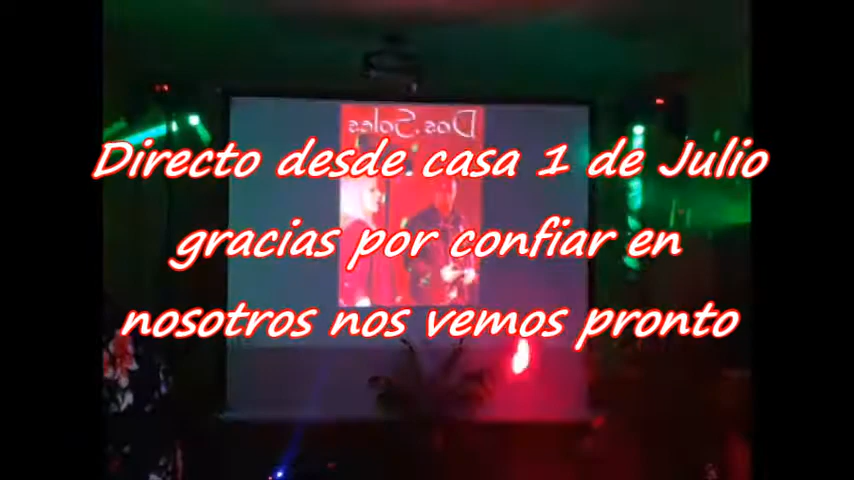 Dos Soles
Directo desde casa 1 de Julio
gracias por confiar en
nosotros nos vemos pronto